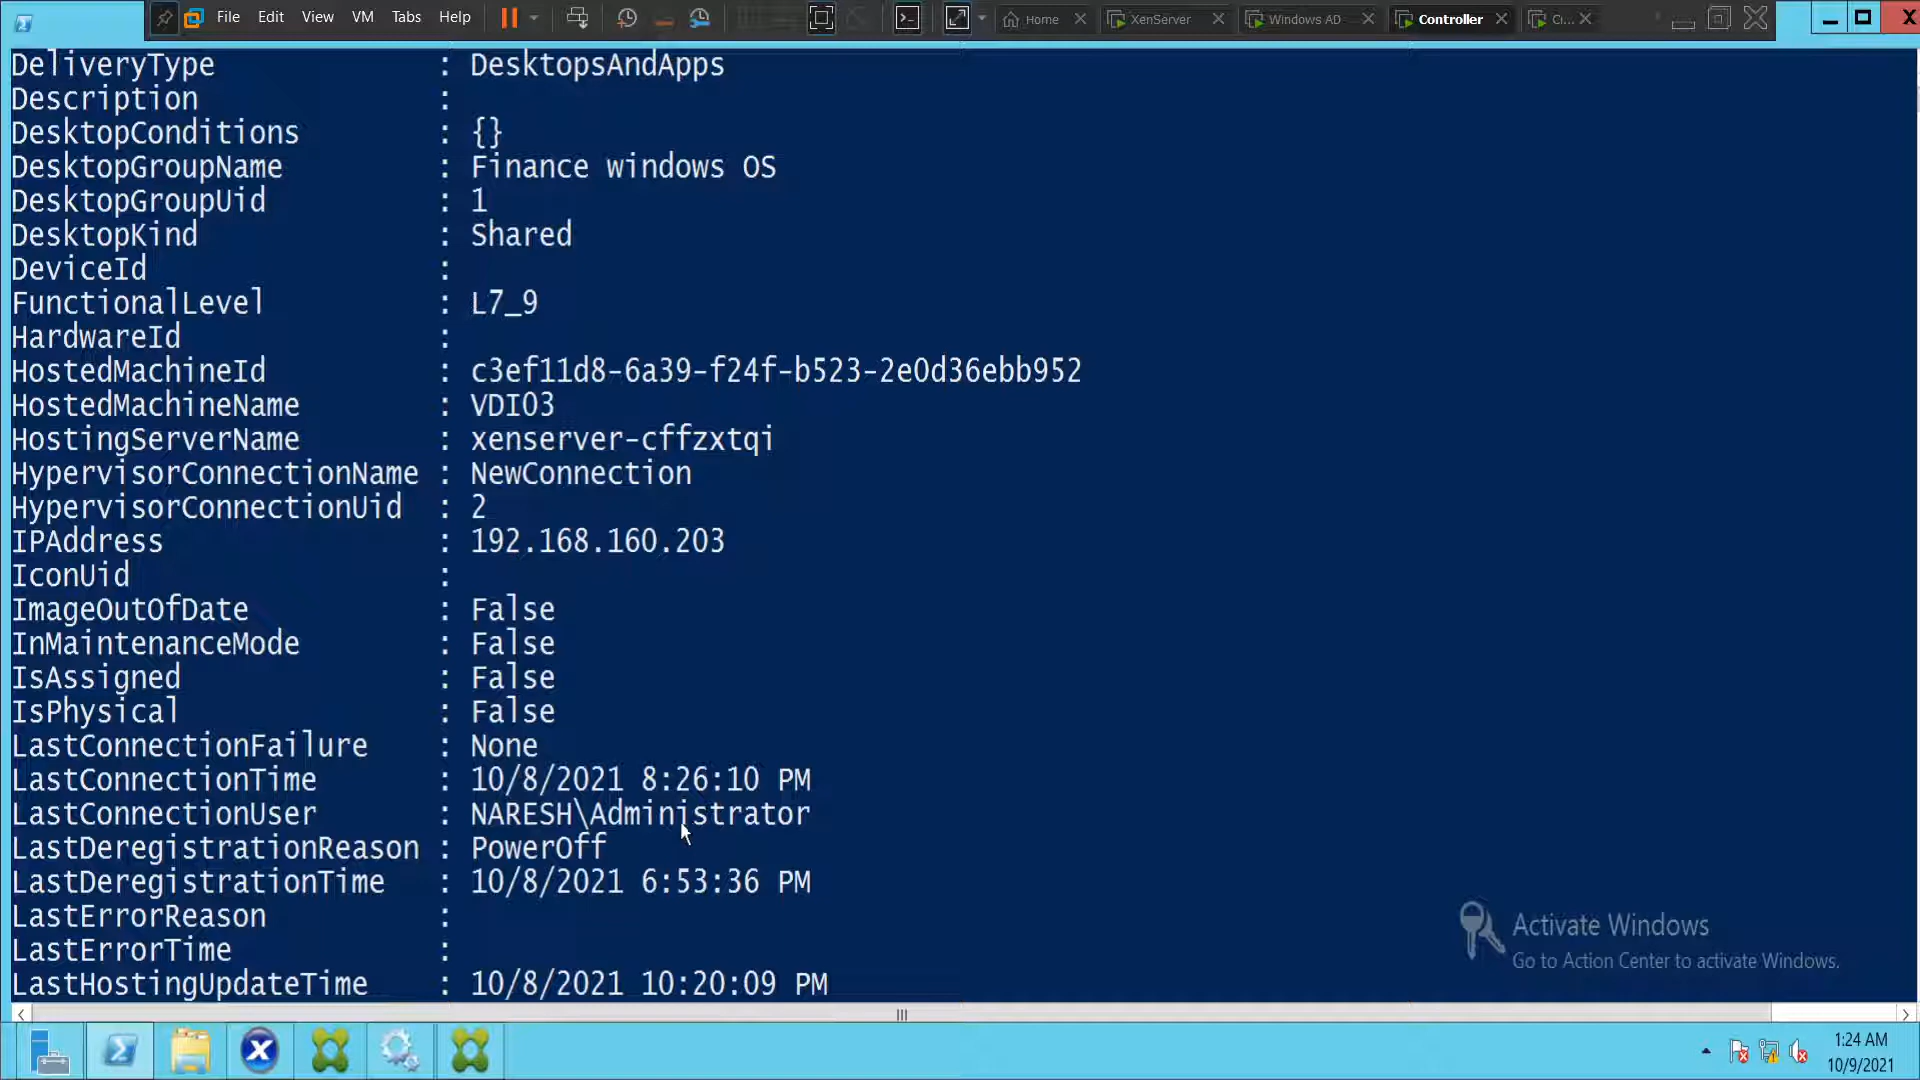 File Edit View VM Tabs Help Home XenServer Windows AD Controller Ci...
DeliveryType : DesktopsAndApps
Description :
DesktopConditions : {}
DesktopGroupName : Finance windows OS
DesktopGroupUid : 1
DesktopKind : Shared
DeviceId :
FunctionalLevel : L7_9
HardwareId :
HostedMachineId : c3ef11d8-6a39-f24f-b523-2e0d36ebb952
HostedMachineName : VDI03
HostingServerName : xenserver-cffzxtqi
HypervisorConnectionName : NewConnection
HypervisorConnectionUid : 2
IPAddress : 192.168.160.203
IconUid :
ImageOutOfDate : False
InMaintenanceMode : False
IsAssigned : False
IsPhysical : False
LastConnectionFailure : None
LastConnectionTime : 10/8/2021 8:26:10 PM
LastConnectionUser : NARESH\Administrator
LastDeregistrationReason : PowerOff
LastDeregistrationTime : 10/8/2021 6:53:36 PM
LastErrorReason :
LastErrorTime :
LastHostingUpdateTime : 10/8/2021 10:20:09 PM
Activate Windows
Go to Action Center to activate Windows.
1:24 AM
10/9/2021